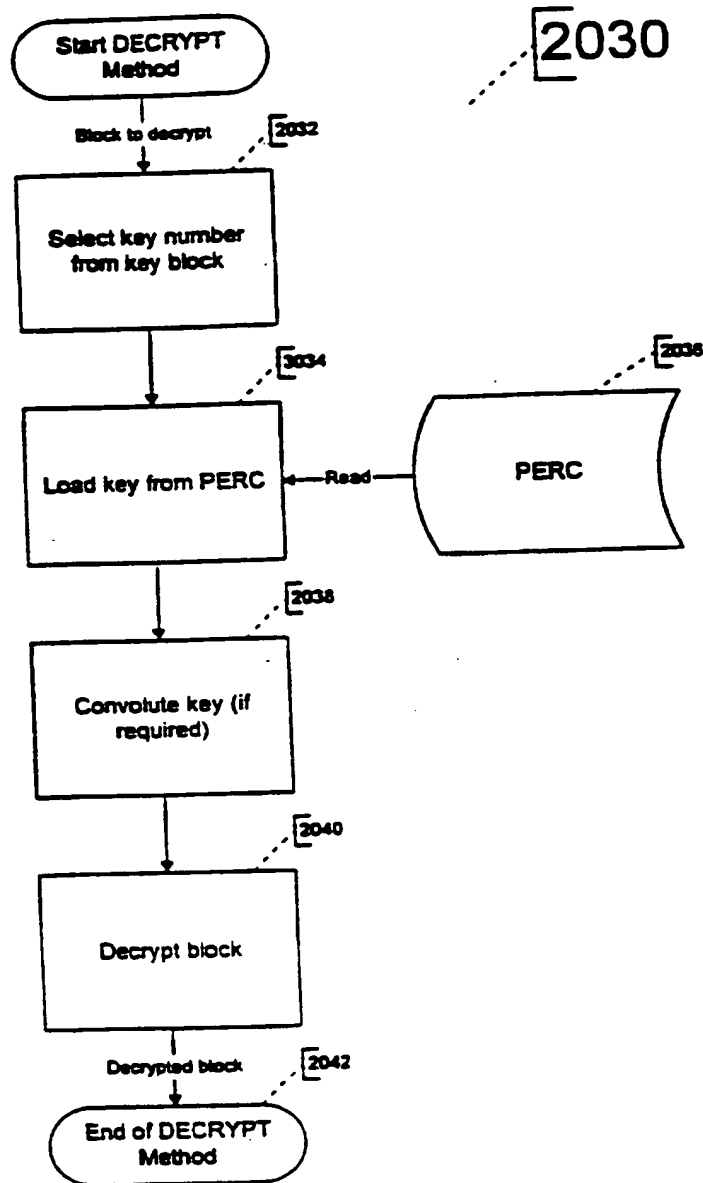 Start DECRYPT
Method
2030
Block to decrypt
2032
Select key number
from key block
3034
2036
Load key from PERC
Read
PERC
2038
Convolute key (if
required)
2040
Decrypt block
Decrypted block
2042
End of DECRYPT
Method